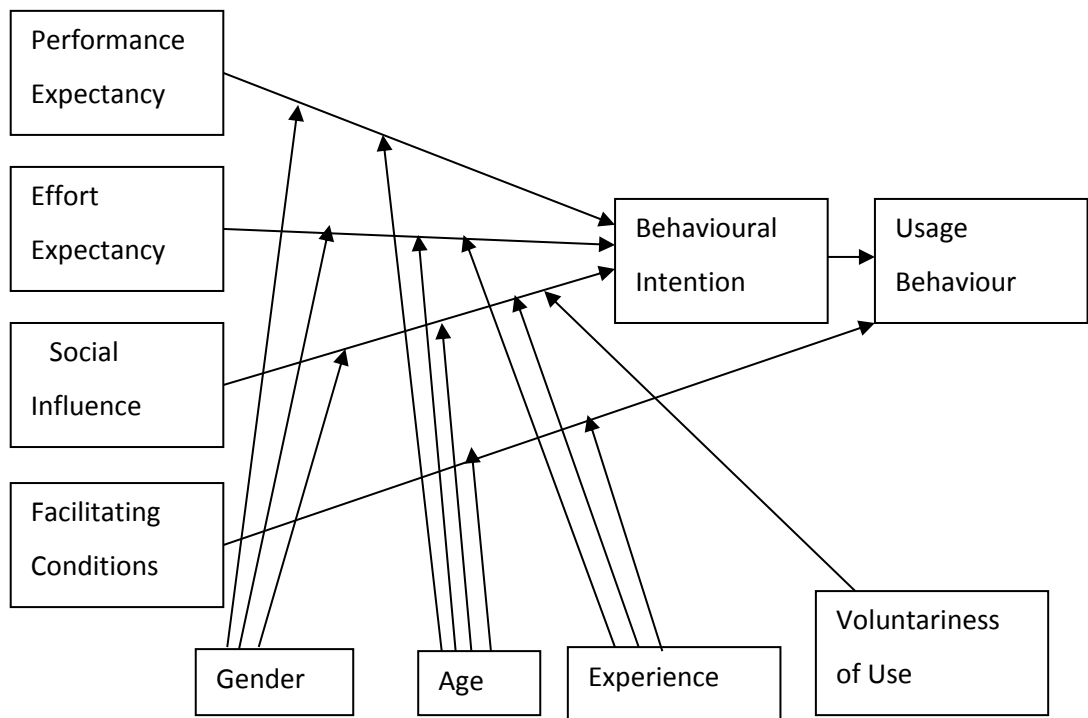 Performance
Expectancy
Effort
Expectancy
Behavioural
Intention
Usage
Behaviour
Social
Influence
Facilitating
Conditions
Gender
Age
Experience
Voluntariness
of Use